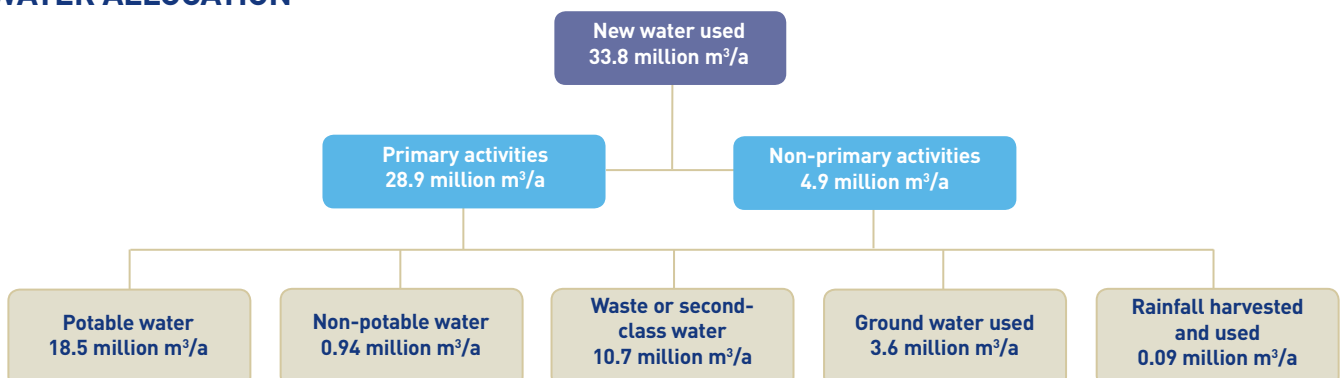 WATER ALLOCATION
New water used
33.8 million m³/a
Primary activities
28.9 million m³/a
Non-primary activities
4.9 million m³/a
Potable water
18.5 million m³/a
Non-potable water
0.94 million m³/a
Waste or second-
class water
10.7 million m³/a
Ground water used
3.6 million m³/a
Rainfall harvested
and used
0.09 million m³/a